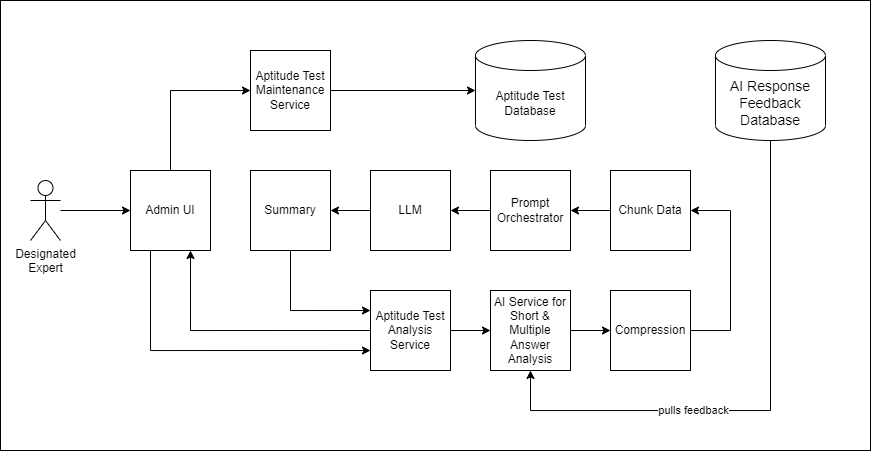 Aptitude Test
Maintenance
Service
Aptitude Test
Database
AI Response
Feedback
Database
Admin UI
Summary
LLM
Prompt
Orchestrator
Chunk Data
Designated
Expert
Aptitude Test
Analysis
Service
AI Service for
Short &
Multiple
Answer
Analysis
Compression
pulls feedback